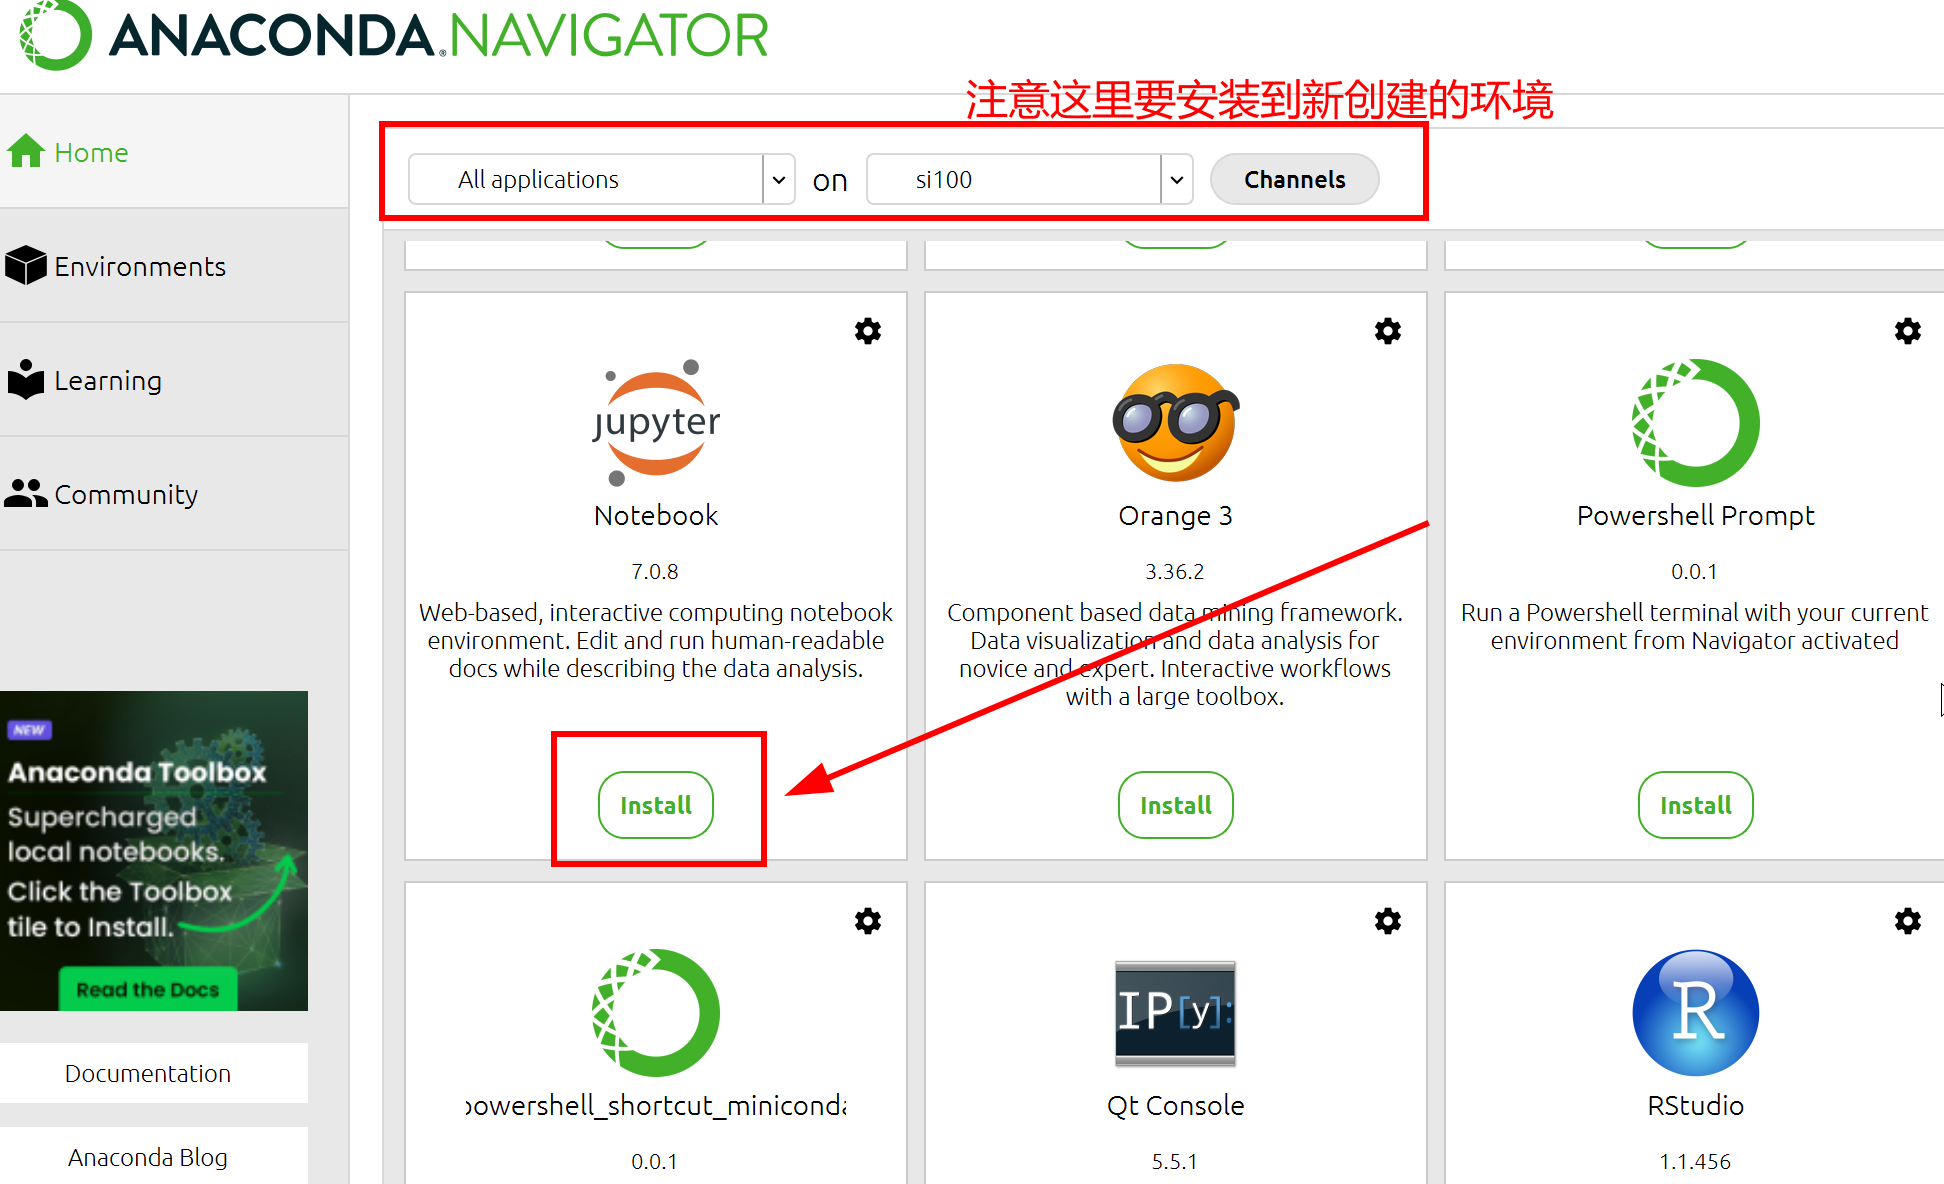 ANACONDA.NAVIGATOR
注意这里要安装到新创建的环境
Home
All applications
on
si100
Channels
Environments
Learning
Community
jupyter
Notebook
7.0.8
Web-based, interactive computing notebook
environment. Edit and run human-readable
docs while describing the data analysis.
Install
Orange 3
3.36.2
Component based data mining framework.
Data visualization and data analysis for
novice and expert. Interactive workflows
with a large toolbox.
Install
Powershell Prompt
0.0.1
Run a Powershell terminal with your current
environment from Navigator activated
Install
NEW
Anaconda Toolbox
Supercharged
local notebooks.
Click the Toolbox
tile to Install.
Read the Docs
Documentation
Anaconda Blog
powershell_shortcut_miniconda
0.0.1
IP[y]:
Qt Console
5.5.1
R
RStudio
1.1.456